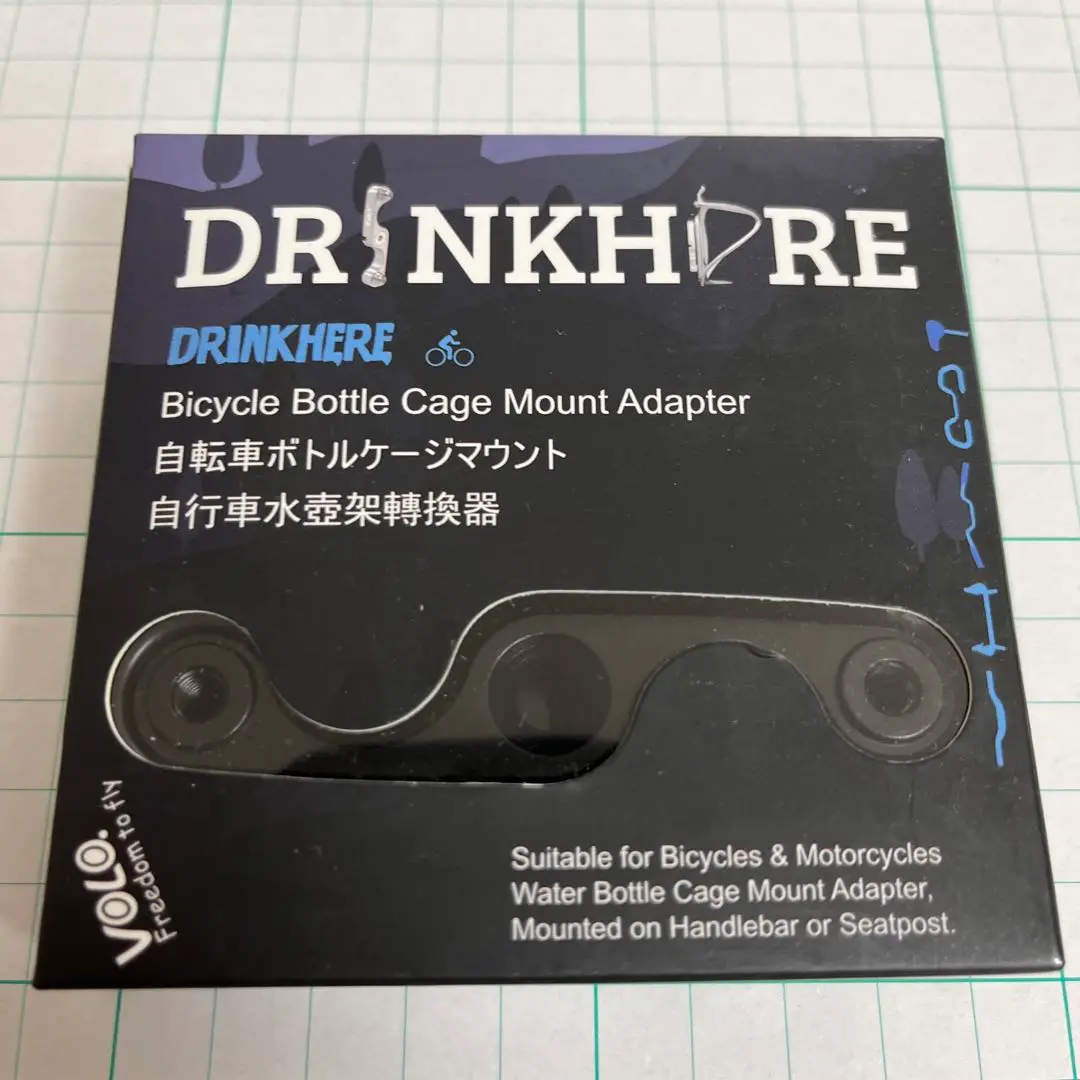 DRINKHERE
DRINKHERE
Bicycle Bottle Cage Mount Adapter
自転車ボトルケージマウント
自行車水壺架轉換器
VOLO.
Freedom to fly
Suitable for Bicycles & Motorcycles
Water Bottle Cage Mount Adapter,
Mounted on Handlebar or Seatpost.